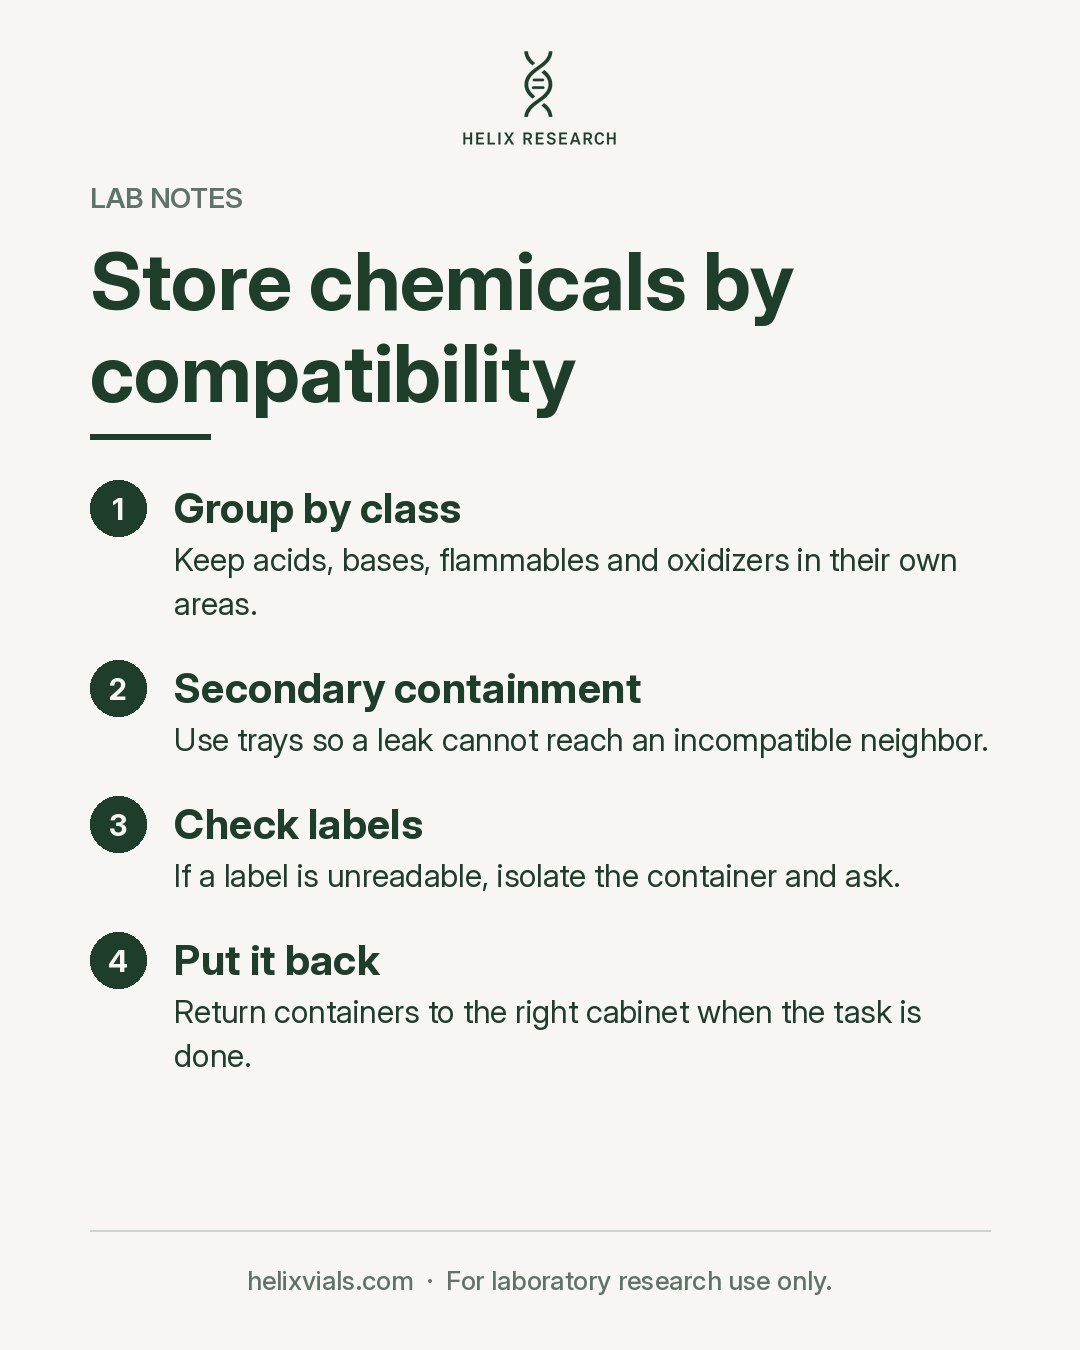 HELIX RESEARCH
LAB NOTES
Store chemicals by
compatibility
1 Group by class
Keep acids, bases, flammables and oxidizers in their own
areas.
2 Secondary containment
Use trays so a leak cannot reach an incompatible neighbor.
3 Check labels
If a label is unreadable, isolate the container and ask.
4 Put it back
Return containers to the right cabinet when the task is
done.
helixvials.com · For laboratory research use only.